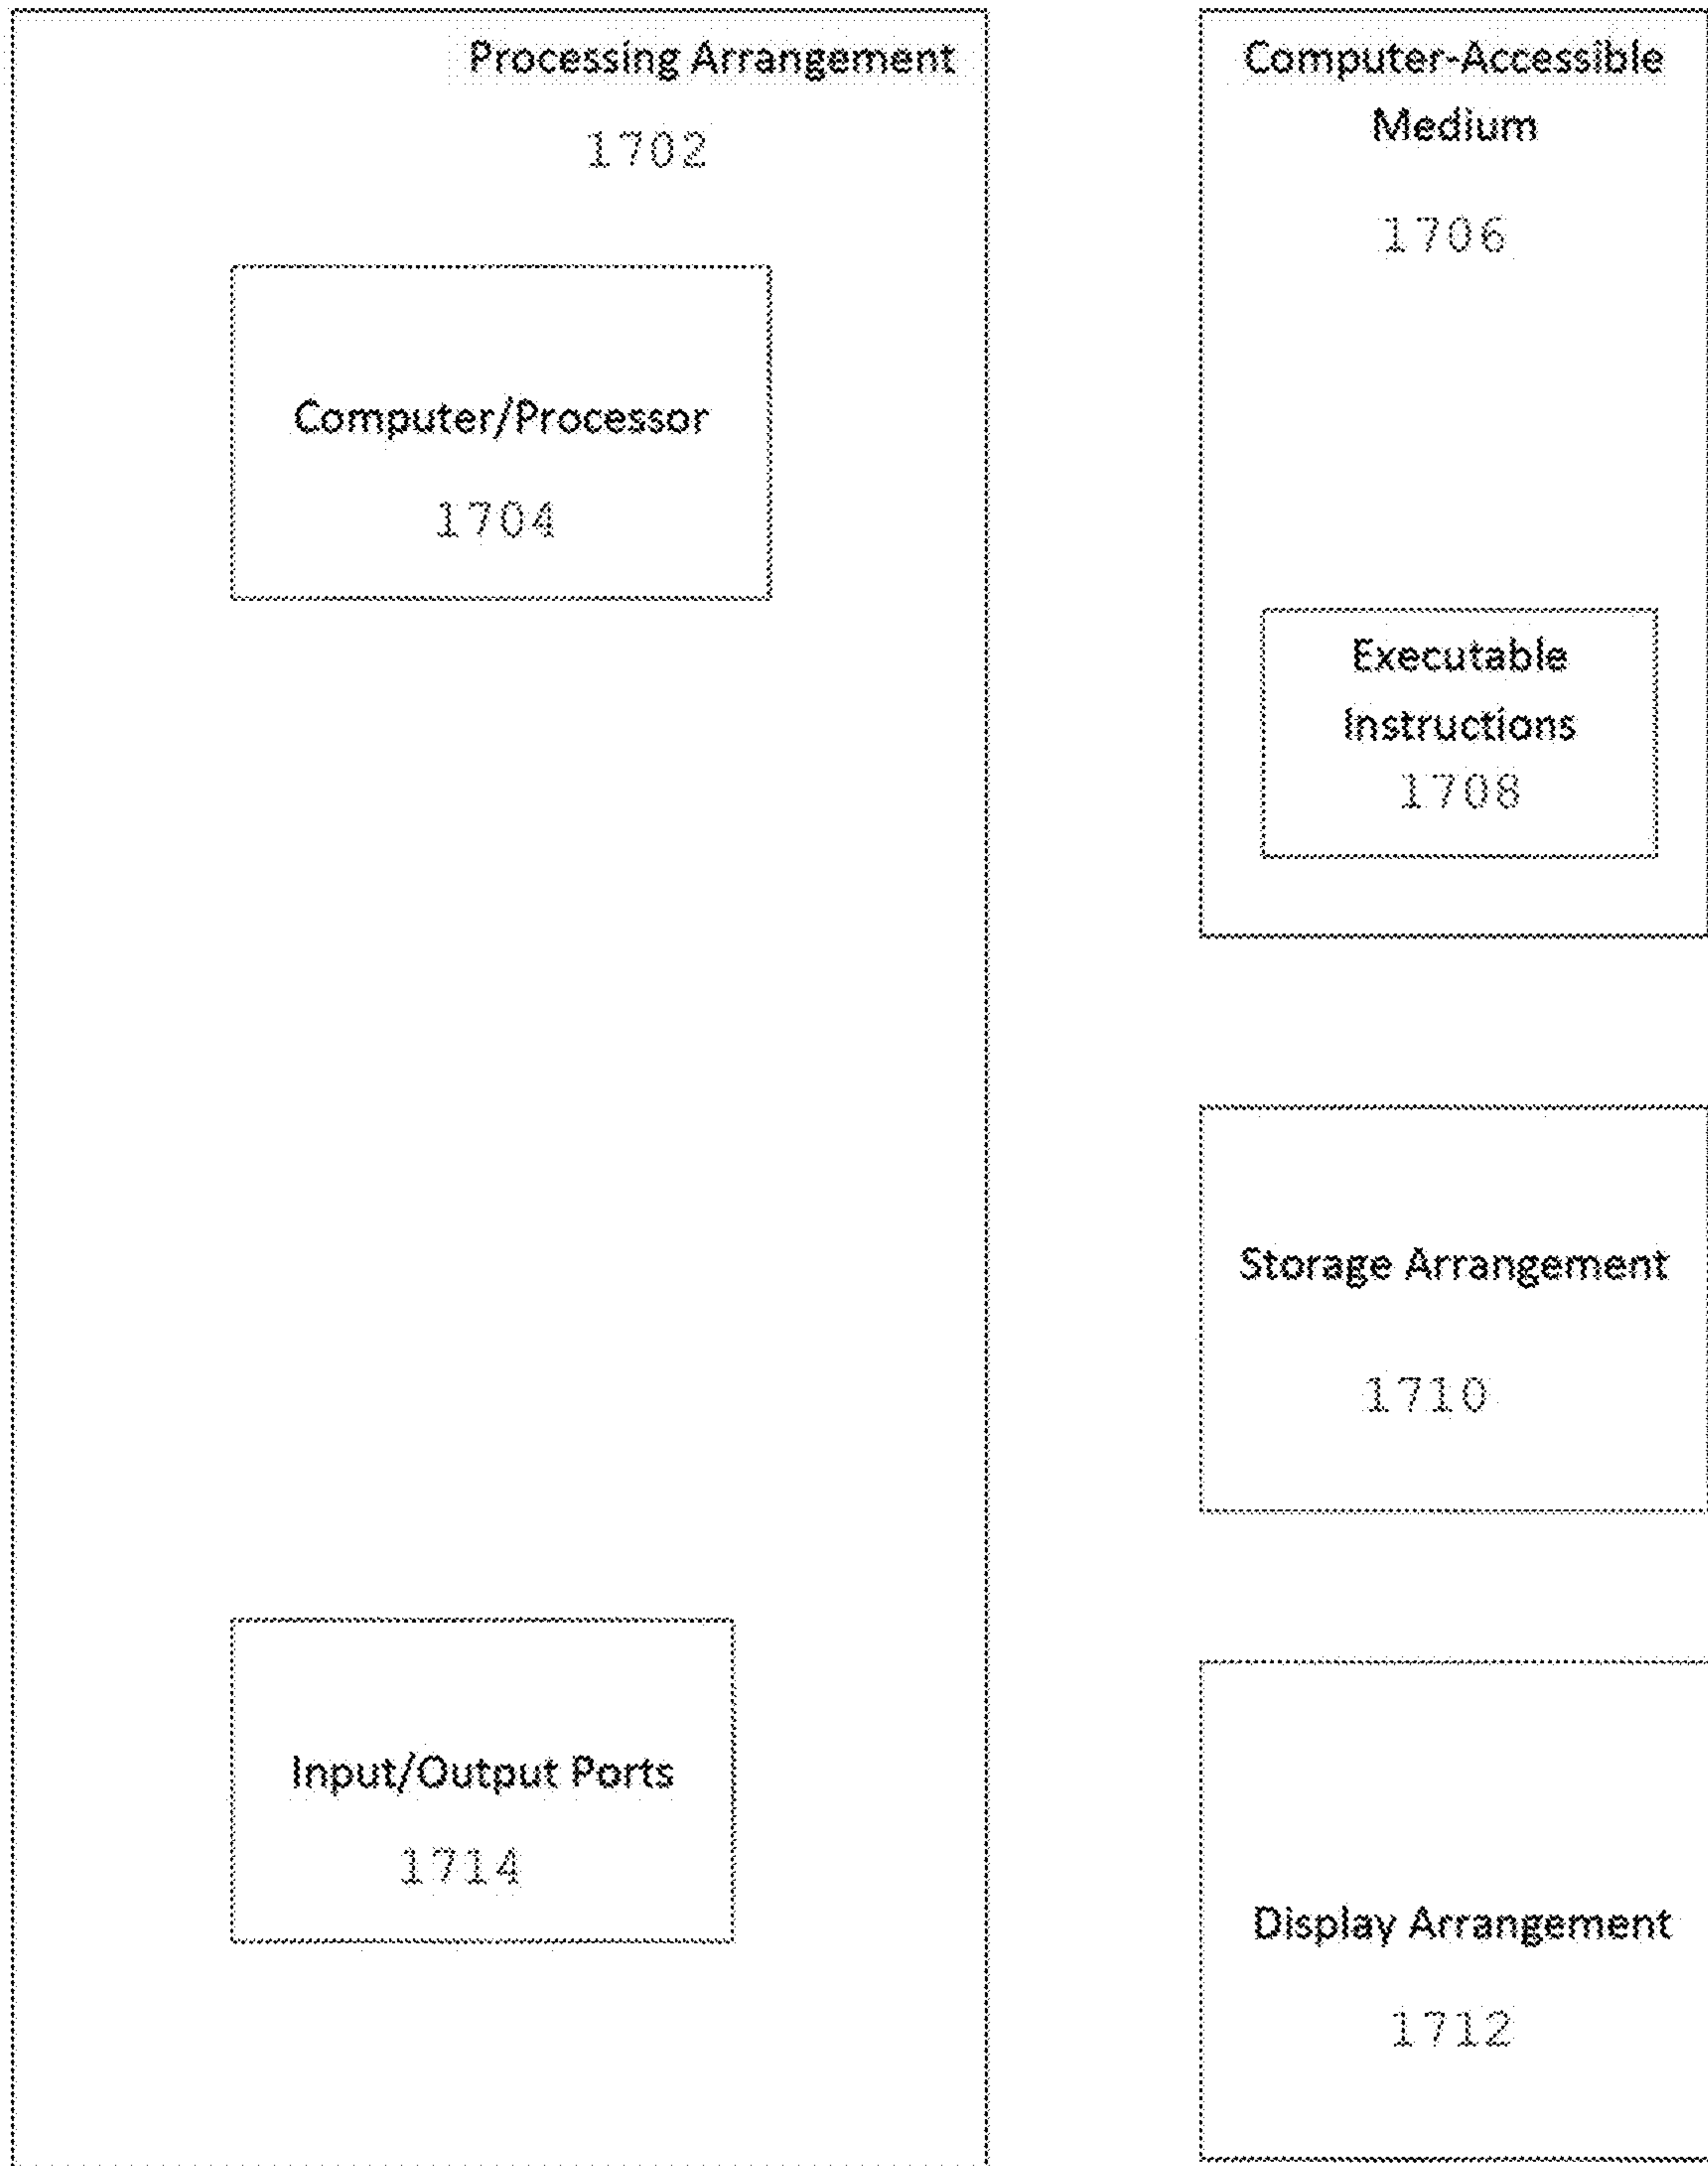 Processing Arrangement
1702
Computer/Processor
1704
Input/Output Ports
1714
Computer-Accessible
Medium
1706
Executable
Instructions
1708
Storage Arrangement
1710
Display Arrangement
1712